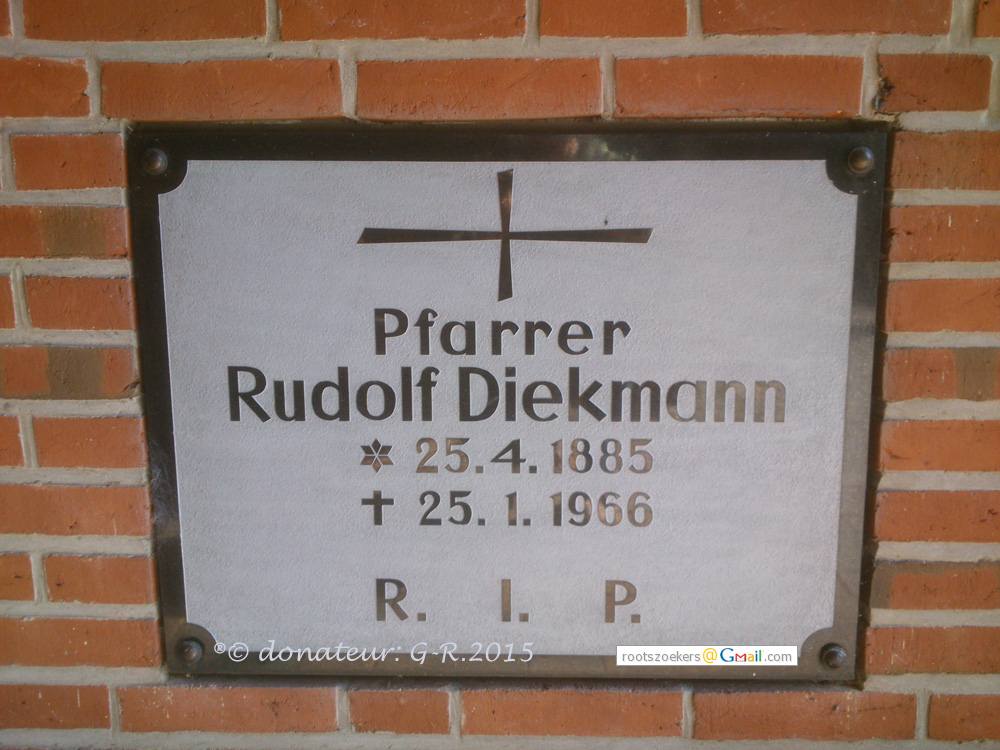 Pfarrer
Rudolf Diekmann
* 25.4.1885
✝ 25.1.1966
R. I. P.
®© donateur: G-R.2015
rootszoekers@GMail.com